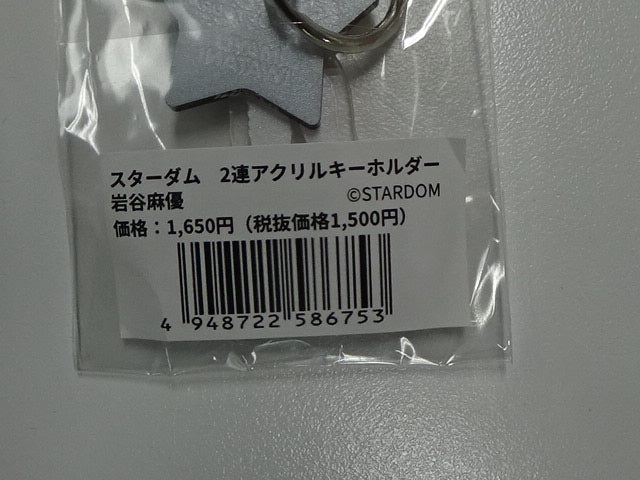 スターダム　2連アクリルキーホルダー
岩谷麻優　©STARDOM
価格：1,650円（税抜価格1,500円）
4 948722 586753